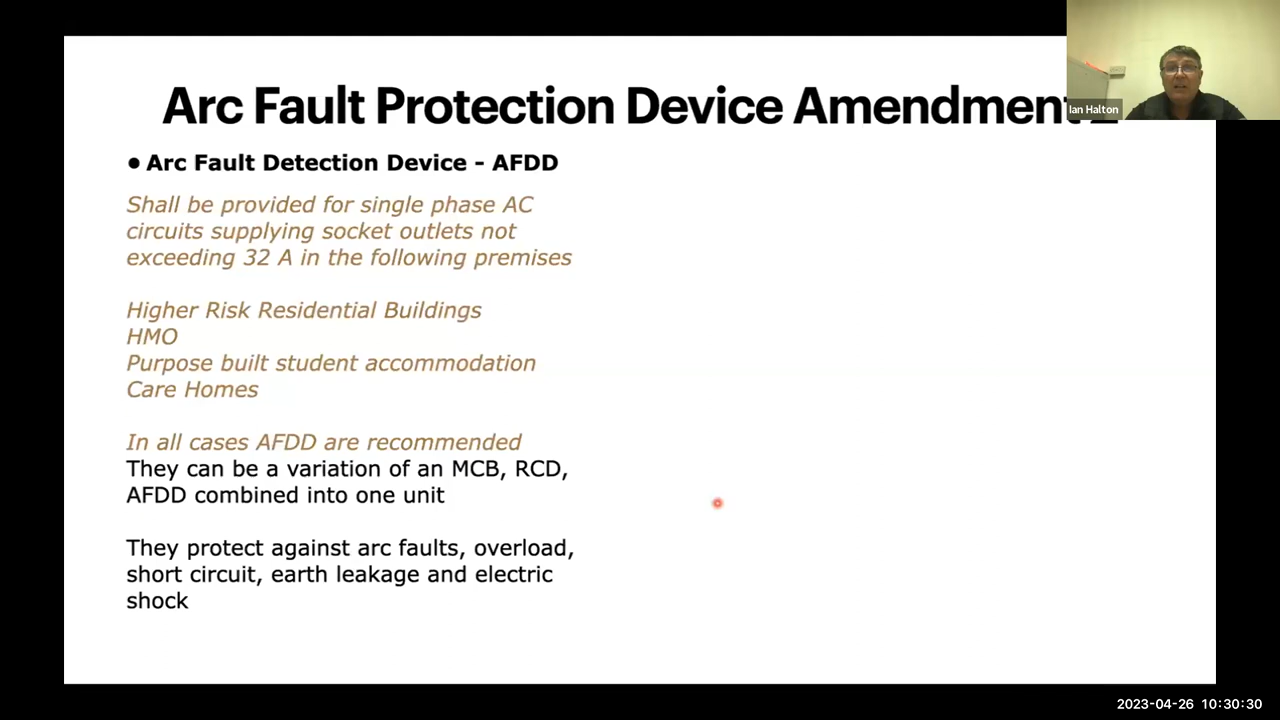 Arc Fault Protection Device Amendment
Ian Halton
● Arc Fault Detection Device - AFDD
Shall be provided for single phase AC
circuits supplying socket outlets not
exceeding 32 A in the following premises
Higher Risk Residential Buildings
HMO
Purpose built student accommodation
Care Homes
In all cases AFDD are recommended
They can be a variation of an MCB, RCD,
AFDD combined into one unit
They protect against arc faults, overload,
short circuit, earth leakage and electric
shock
2023-04-26 10:30:30